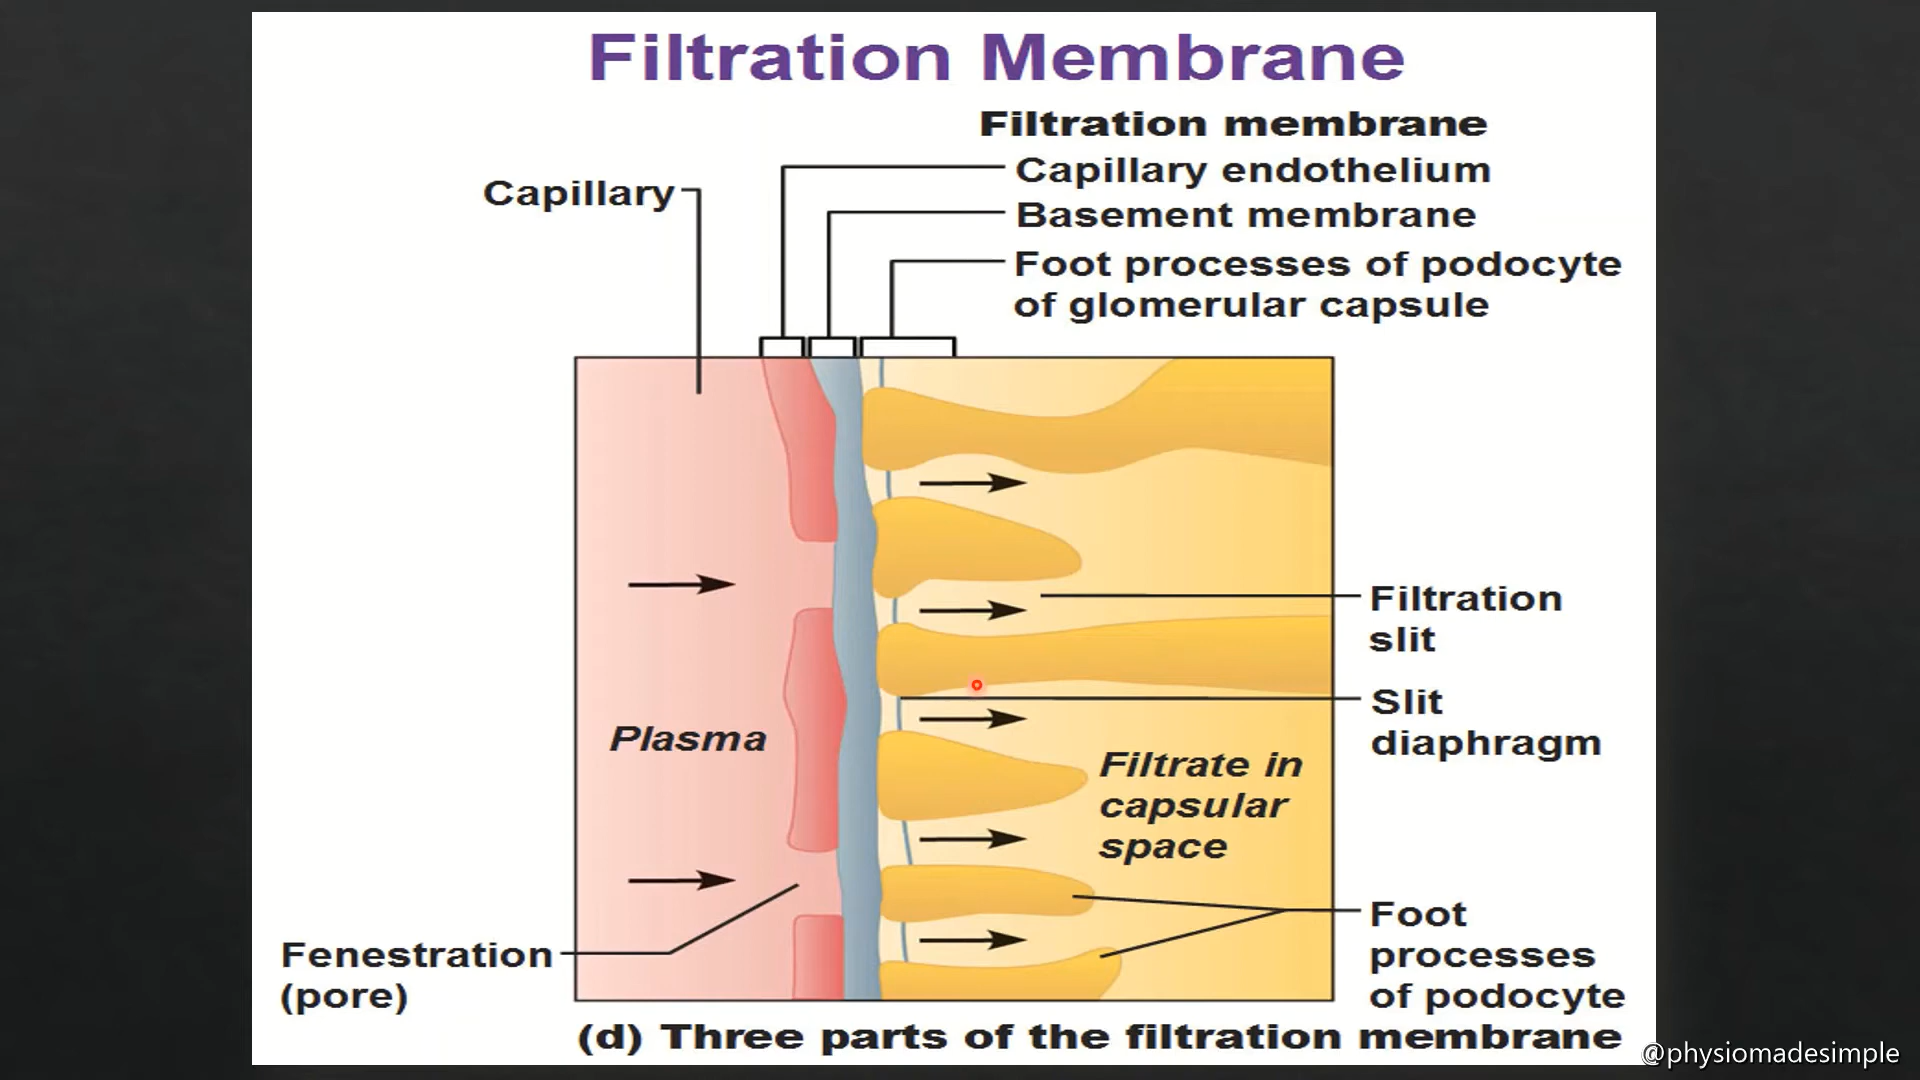 Filtration Membrane
Filtration membrane
Capillary endothelium
Capillary
Basement membrane
Foot processes of podocyte
of glomerular capsule
Filtration
slit
Slit
diaphragm
Plasma
Filtrate in
capsular
space
Foot
processes
of podocyte
Fenestration
(pore)
(d) Three parts of the filtration membrane
@physiomadesimple